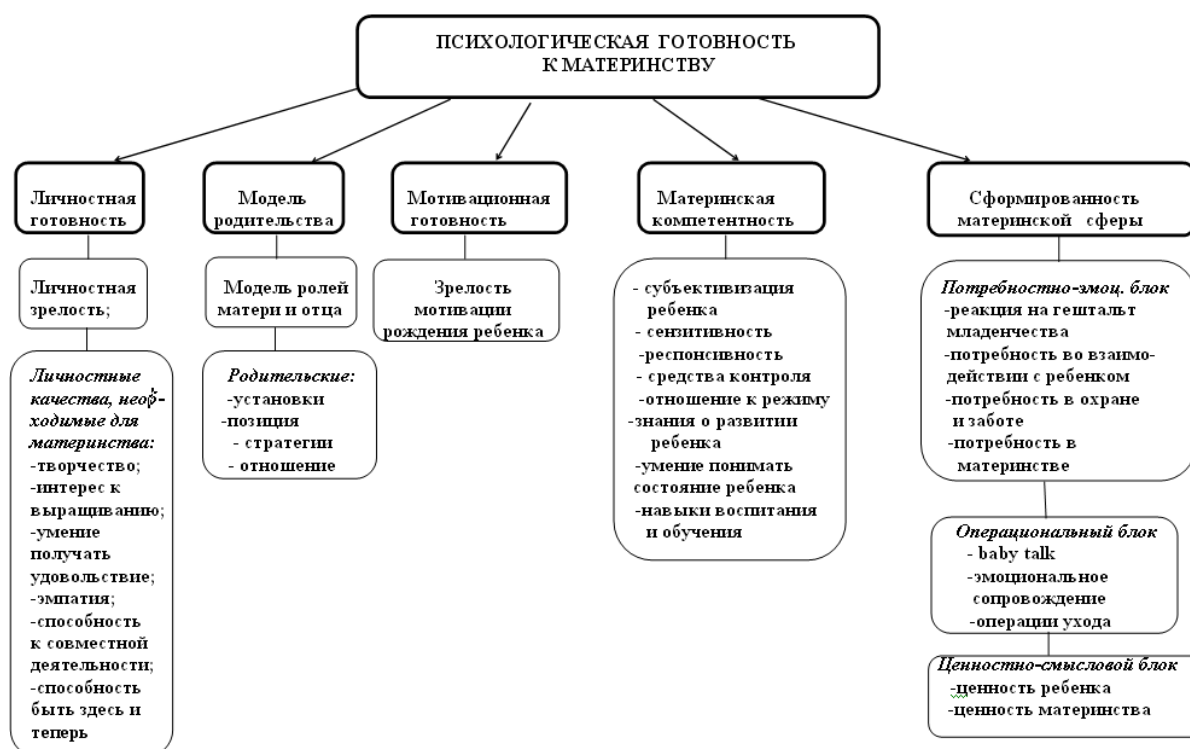 ПСИХОЛОГИЧЕСКАЯ ГОТОВНОСТЬ
К МАТЕРИНСТВУ
Личностная
готовность
Личностная
зрелость;
Личностные
качества, необ-
ходимые для
материнства:
-творчество;
-интерес к
выращиванию;
-умение
получать
удовольствие;
-эмпатия;
-способность
к совместной
деятельности;
-способность
быть здесь и
теперь
Модель
родительства
Модель ролей
матери и отца
Родительские:
-установки
-позиция
- стратегии
- отношение
Мотивационная
готовность
Зрелость
мотивации
рождения ребенка
Материнская
компетентность
- субъективизация
ребенка
- сензитивность
-респонсивность
- средства контроля
-отношение к режиму
-знания о развитии
ребенка
-умение понимать
состояние ребенка
-навыки воспитания
и обучения
Сформированность
материнской сферы
Потребностно-эмоц. блок
-реакция на гештальт
младенчества
-потребность во взаимо-
действии с ребенком
-потребность в охране
и заботе
-потребность в
материнстве
Операциональный блок
- baby talk
-эмоциональное
сопровождение
-операции ухода
Ценностно-смысловой блок
-ценность ребенка
-ценность материнства